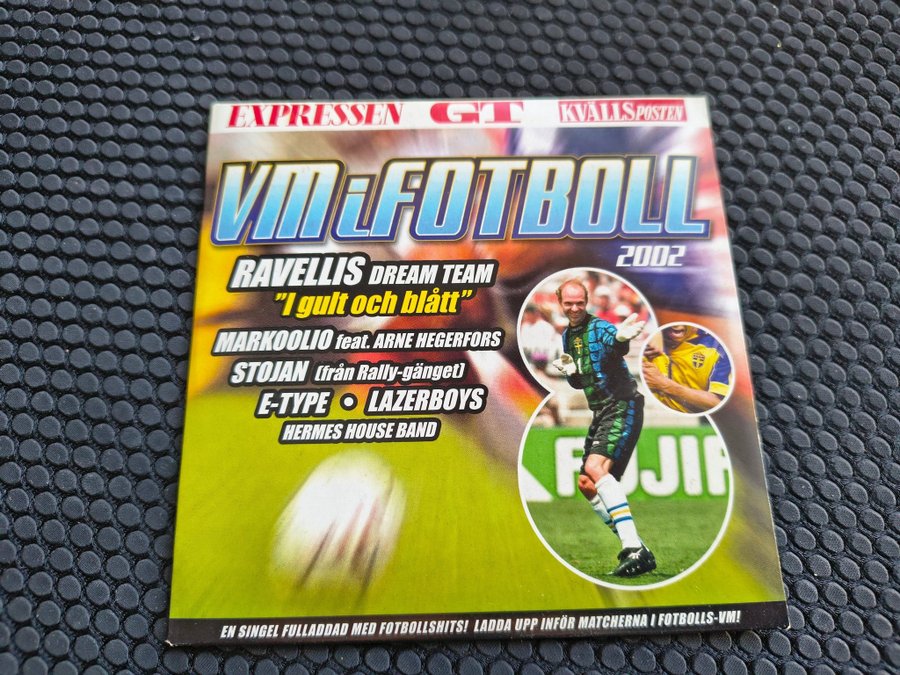 EXPRESSEN GT KVÄLLSPOSTEN
VM i FOTBOLL
2002
RAVELLIS DREAM TEAM
"I gult och blått"
MARKOOLIO feat. ARNE HEGERFORS
STOJAN (från Rally-gänget)
E-TYPE • LAZERBOYS
HERMES HOUSE BAND
FUJIF
EN SINGEL FULLADDAD MED FOTBOLLSHITS! LADDA UPP INFÖR MATCHERNA I FOTBOLLS-VM!